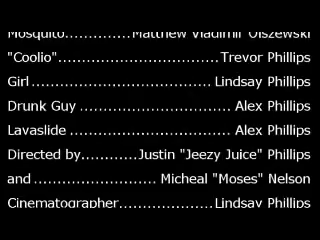 Mosquito..............Matthew Vladimir Olszewski
"Coolio"..................................Trevor Phillips
Girl ...................................... Lindsay Phillips
Drunk Guy ................................ Alex Phillips
Lavaslide .................................. Alex Phillips
Directed by............Justin "Jeezy Juice" Phillips
and .......................... Micheal "Moses" Nelson
Cinematographer....................Lindsay Phillips